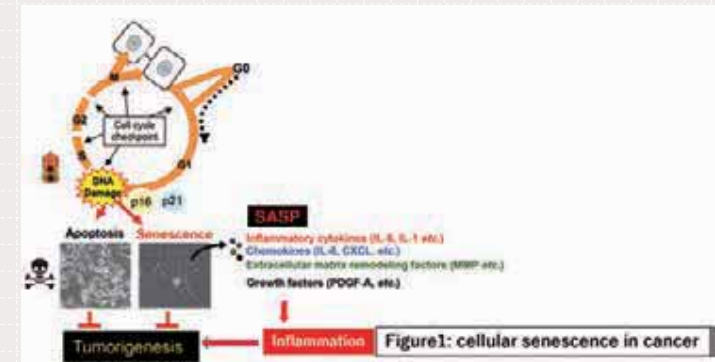 M
G0
G2
Cell cycle
checkpoint
S
G1
DNA
Damage
p16
p21
SASP
Apoptosis
Senescence
Inflammatory cytokines (IL-6, IL-1 etc.)
Chemokines (IL-8, CXCL, etc.)
Extracellular matrix remodeling factors (MMP etc.)
Growth factors (PDGF-A, etc.)
Tumorigenesis
Inflammation
Figure1: cellular senescence in cancer